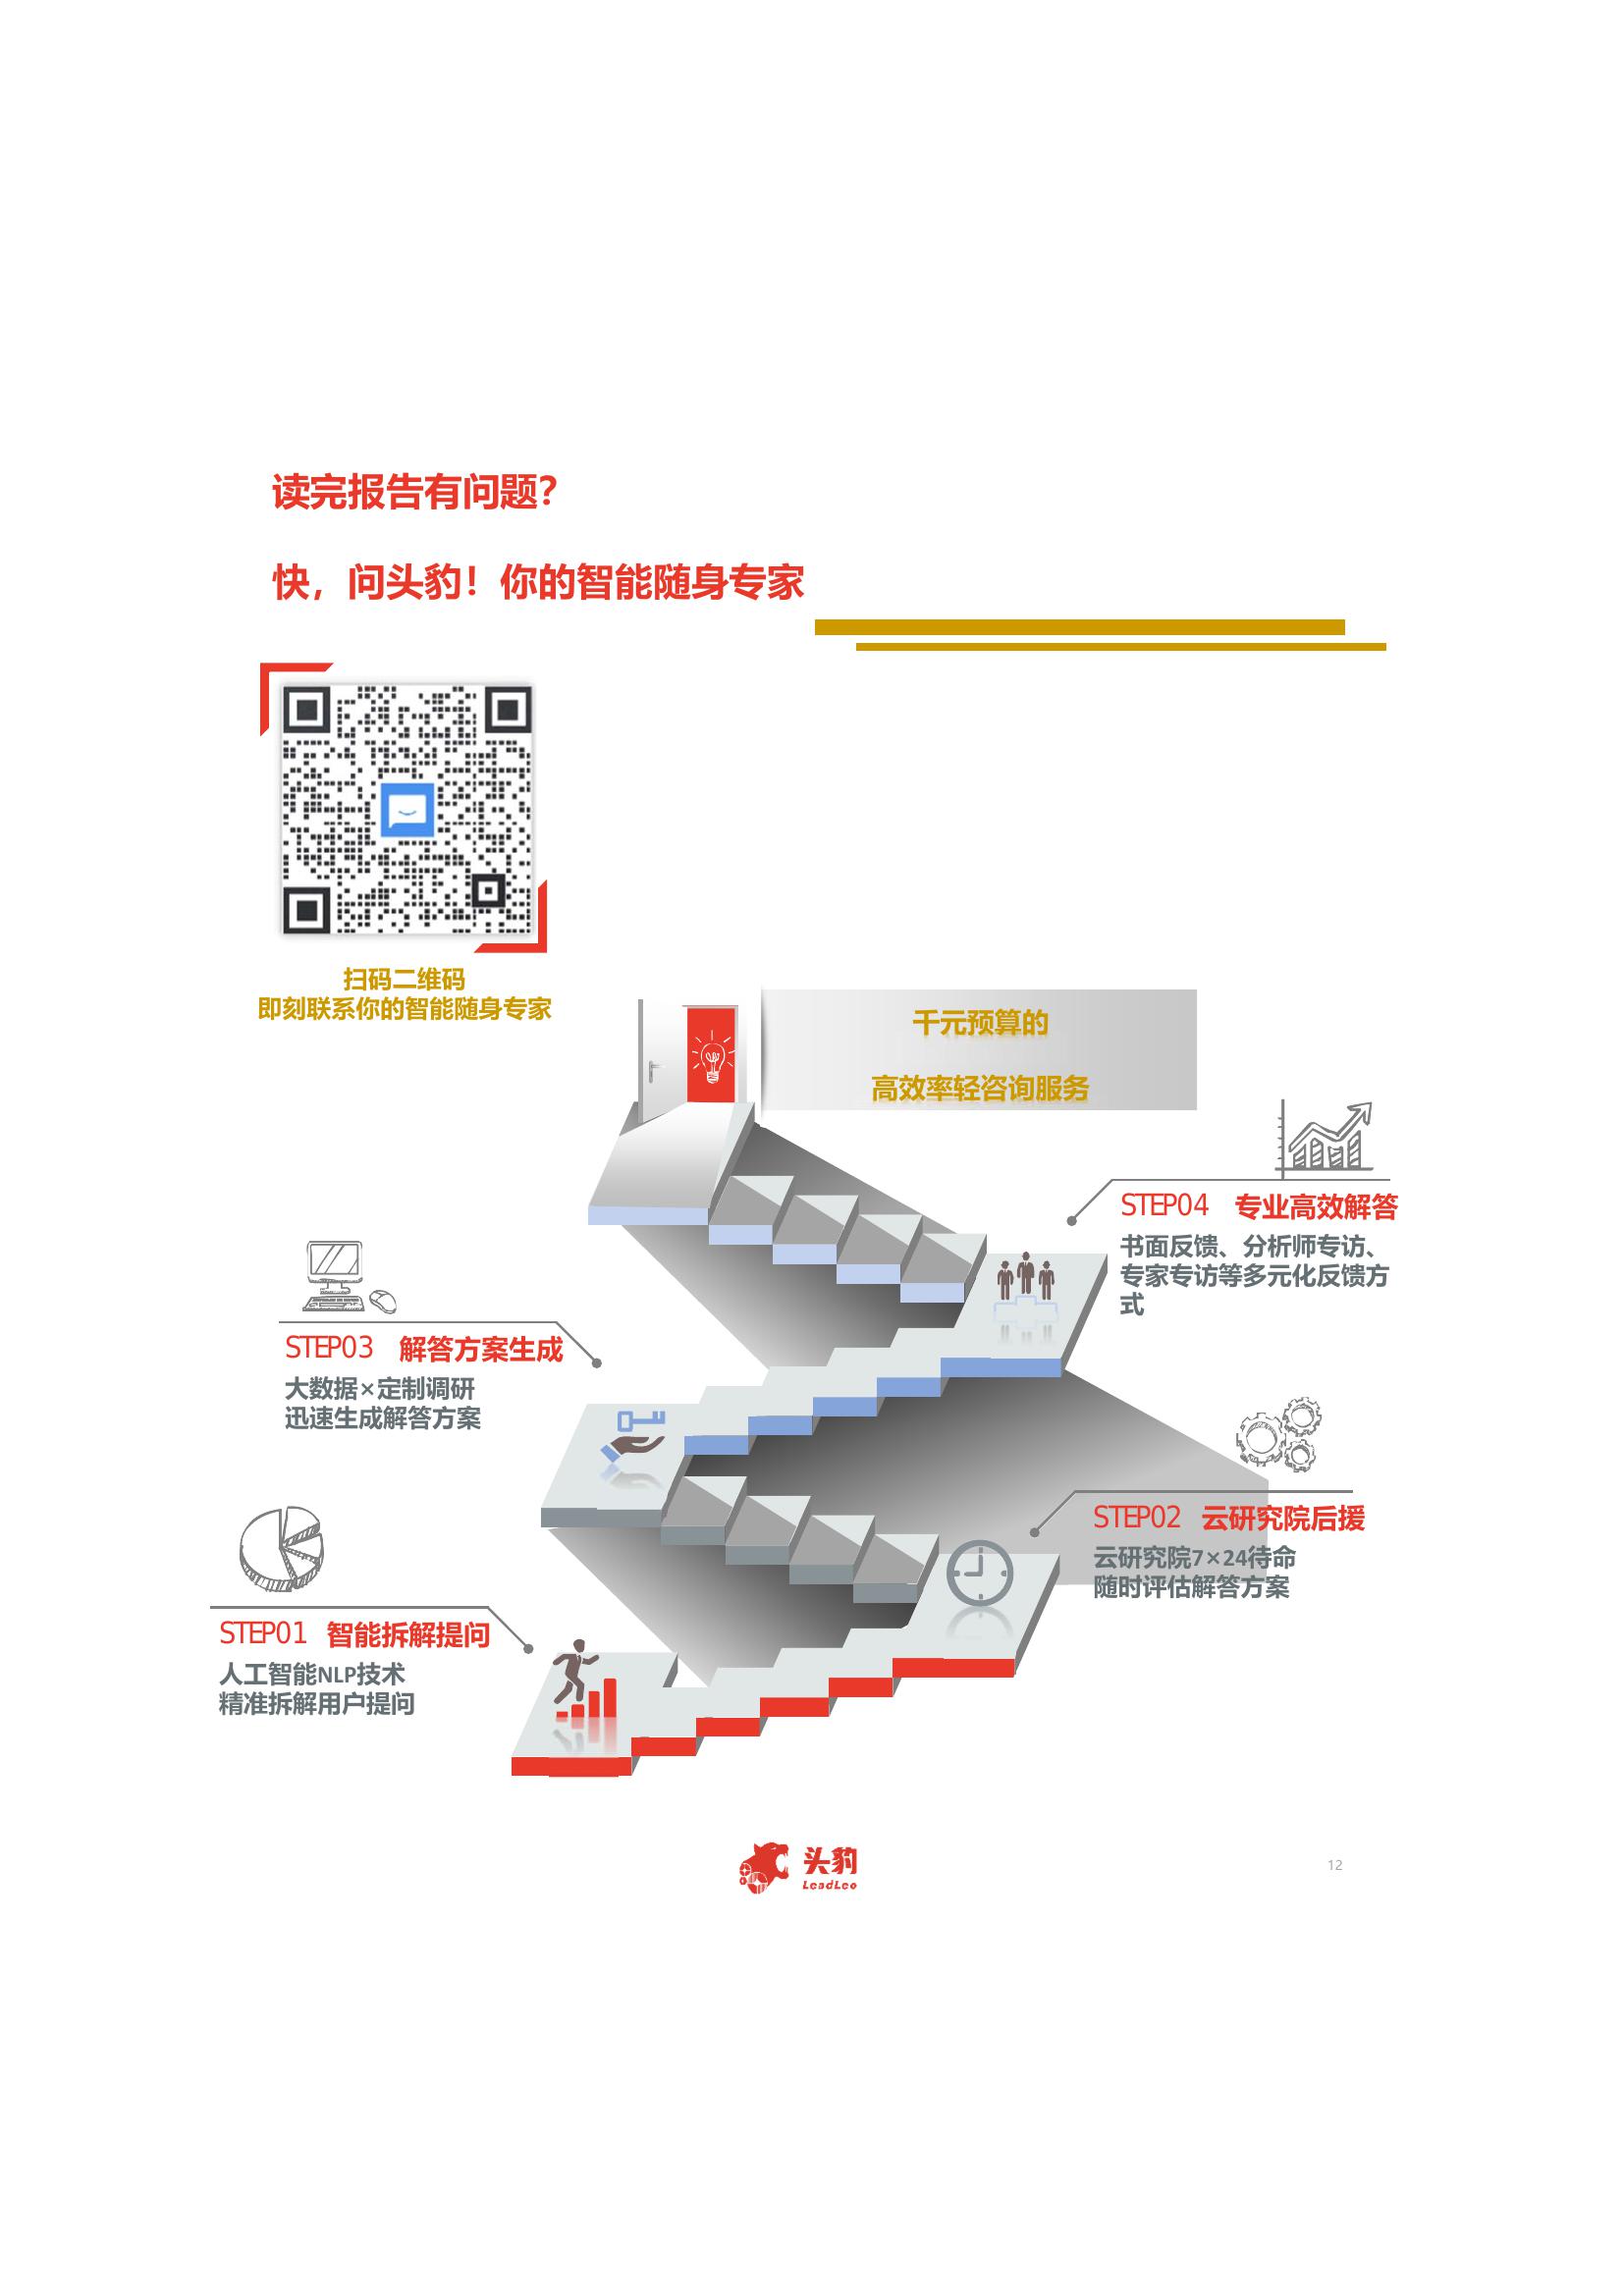 读完报告有问题？
快，问头豹！你的智能随身专家
扫码二维码
即刻联系你的智能随身专家
千元预算的
高效率轻咨询服务
STEP04 专业高效解答
书面反馈、分析师专访、
专家专访等多元化反馈方
式
STEP03 解答方案生成
大数据×定制调研
迅速生成解答方案
STEP02 云研究院后援
云研究院7×24待命
随时评估解答方案
STEP01 智能拆解提问
人工智能NLP技术
精准拆解用户提问
头豹
LeadLeo
12